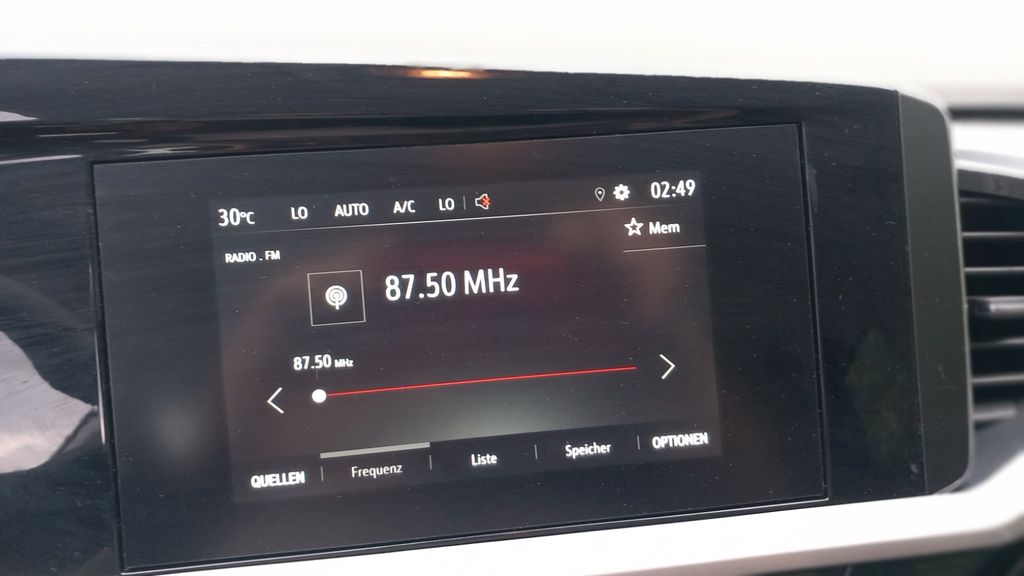 30°C LO AUTO A/C LO 02:49
Mem
RADIO . FM
87.50 MHz
87.50 MHz
QUELLEN Frequenz Liste Speicher OPTIONEN